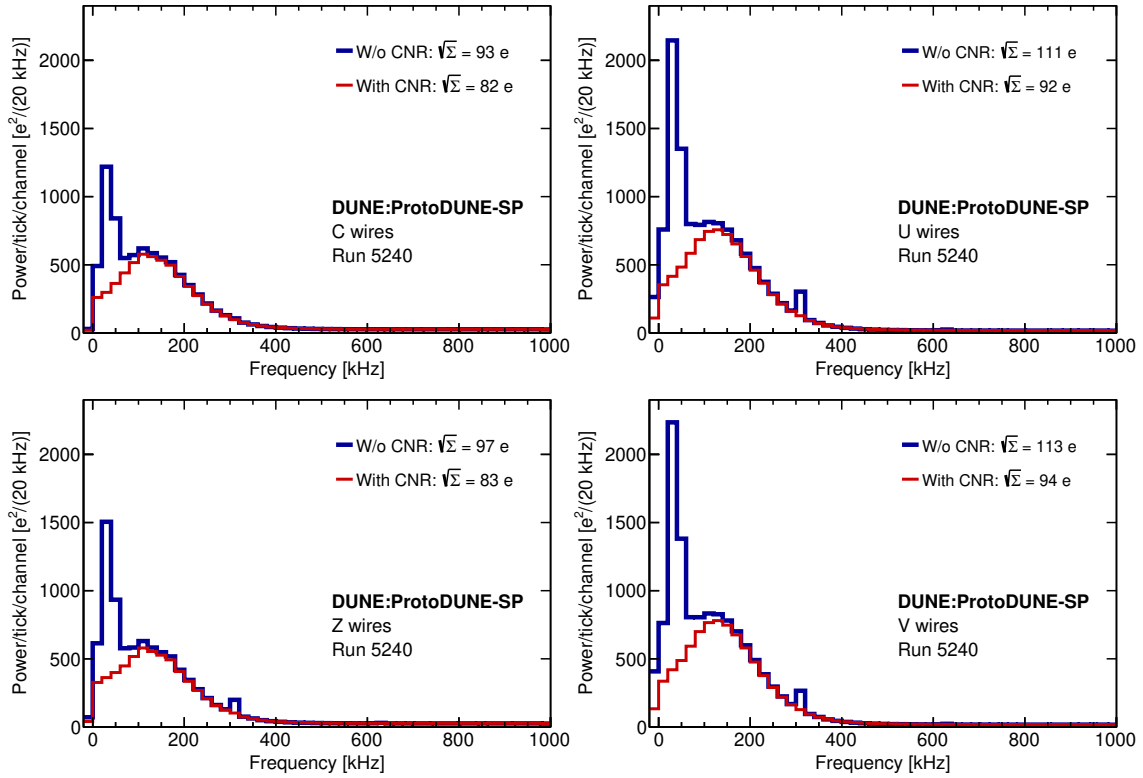 Power/tick/channel [e²/(20 kHz)]
2000
1500
1000
500
0
W/o CNR: √Σ = 93 e
With CNR: √Σ = 82 e
DUNE:ProtoDUNE-SP
C wires
Run 5240
0 200 400 600 800 1000
Frequency [kHz]
Power/tick/channel [e²/(20 kHz)]
2000
1500
1000
500
0
W/o CNR: √Σ = 111 e
With CNR: √Σ = 92 e
DUNE:ProtoDUNE-SP
U wires
Run 5240
0 200 400 600 800 1000
Frequency [kHz]
Power/tick/channel [e²/(20 kHz)]
2000
1500
1000
500
0
W/o CNR: √Σ = 97 e
With CNR: √Σ = 83 e
DUNE:ProtoDUNE-SP
Z wires
Run 5240
0 200 400 600 800 1000
Frequency [kHz]
Power/tick/channel [e²/(20 kHz)]
2000
1500
1000
500
0
W/o CNR: √Σ = 113 e
With CNR: √Σ = 94 e
DUNE:ProtoDUNE-SP
V wires
Run 5240
0 200 400 600 800 1000
Frequency [kHz]